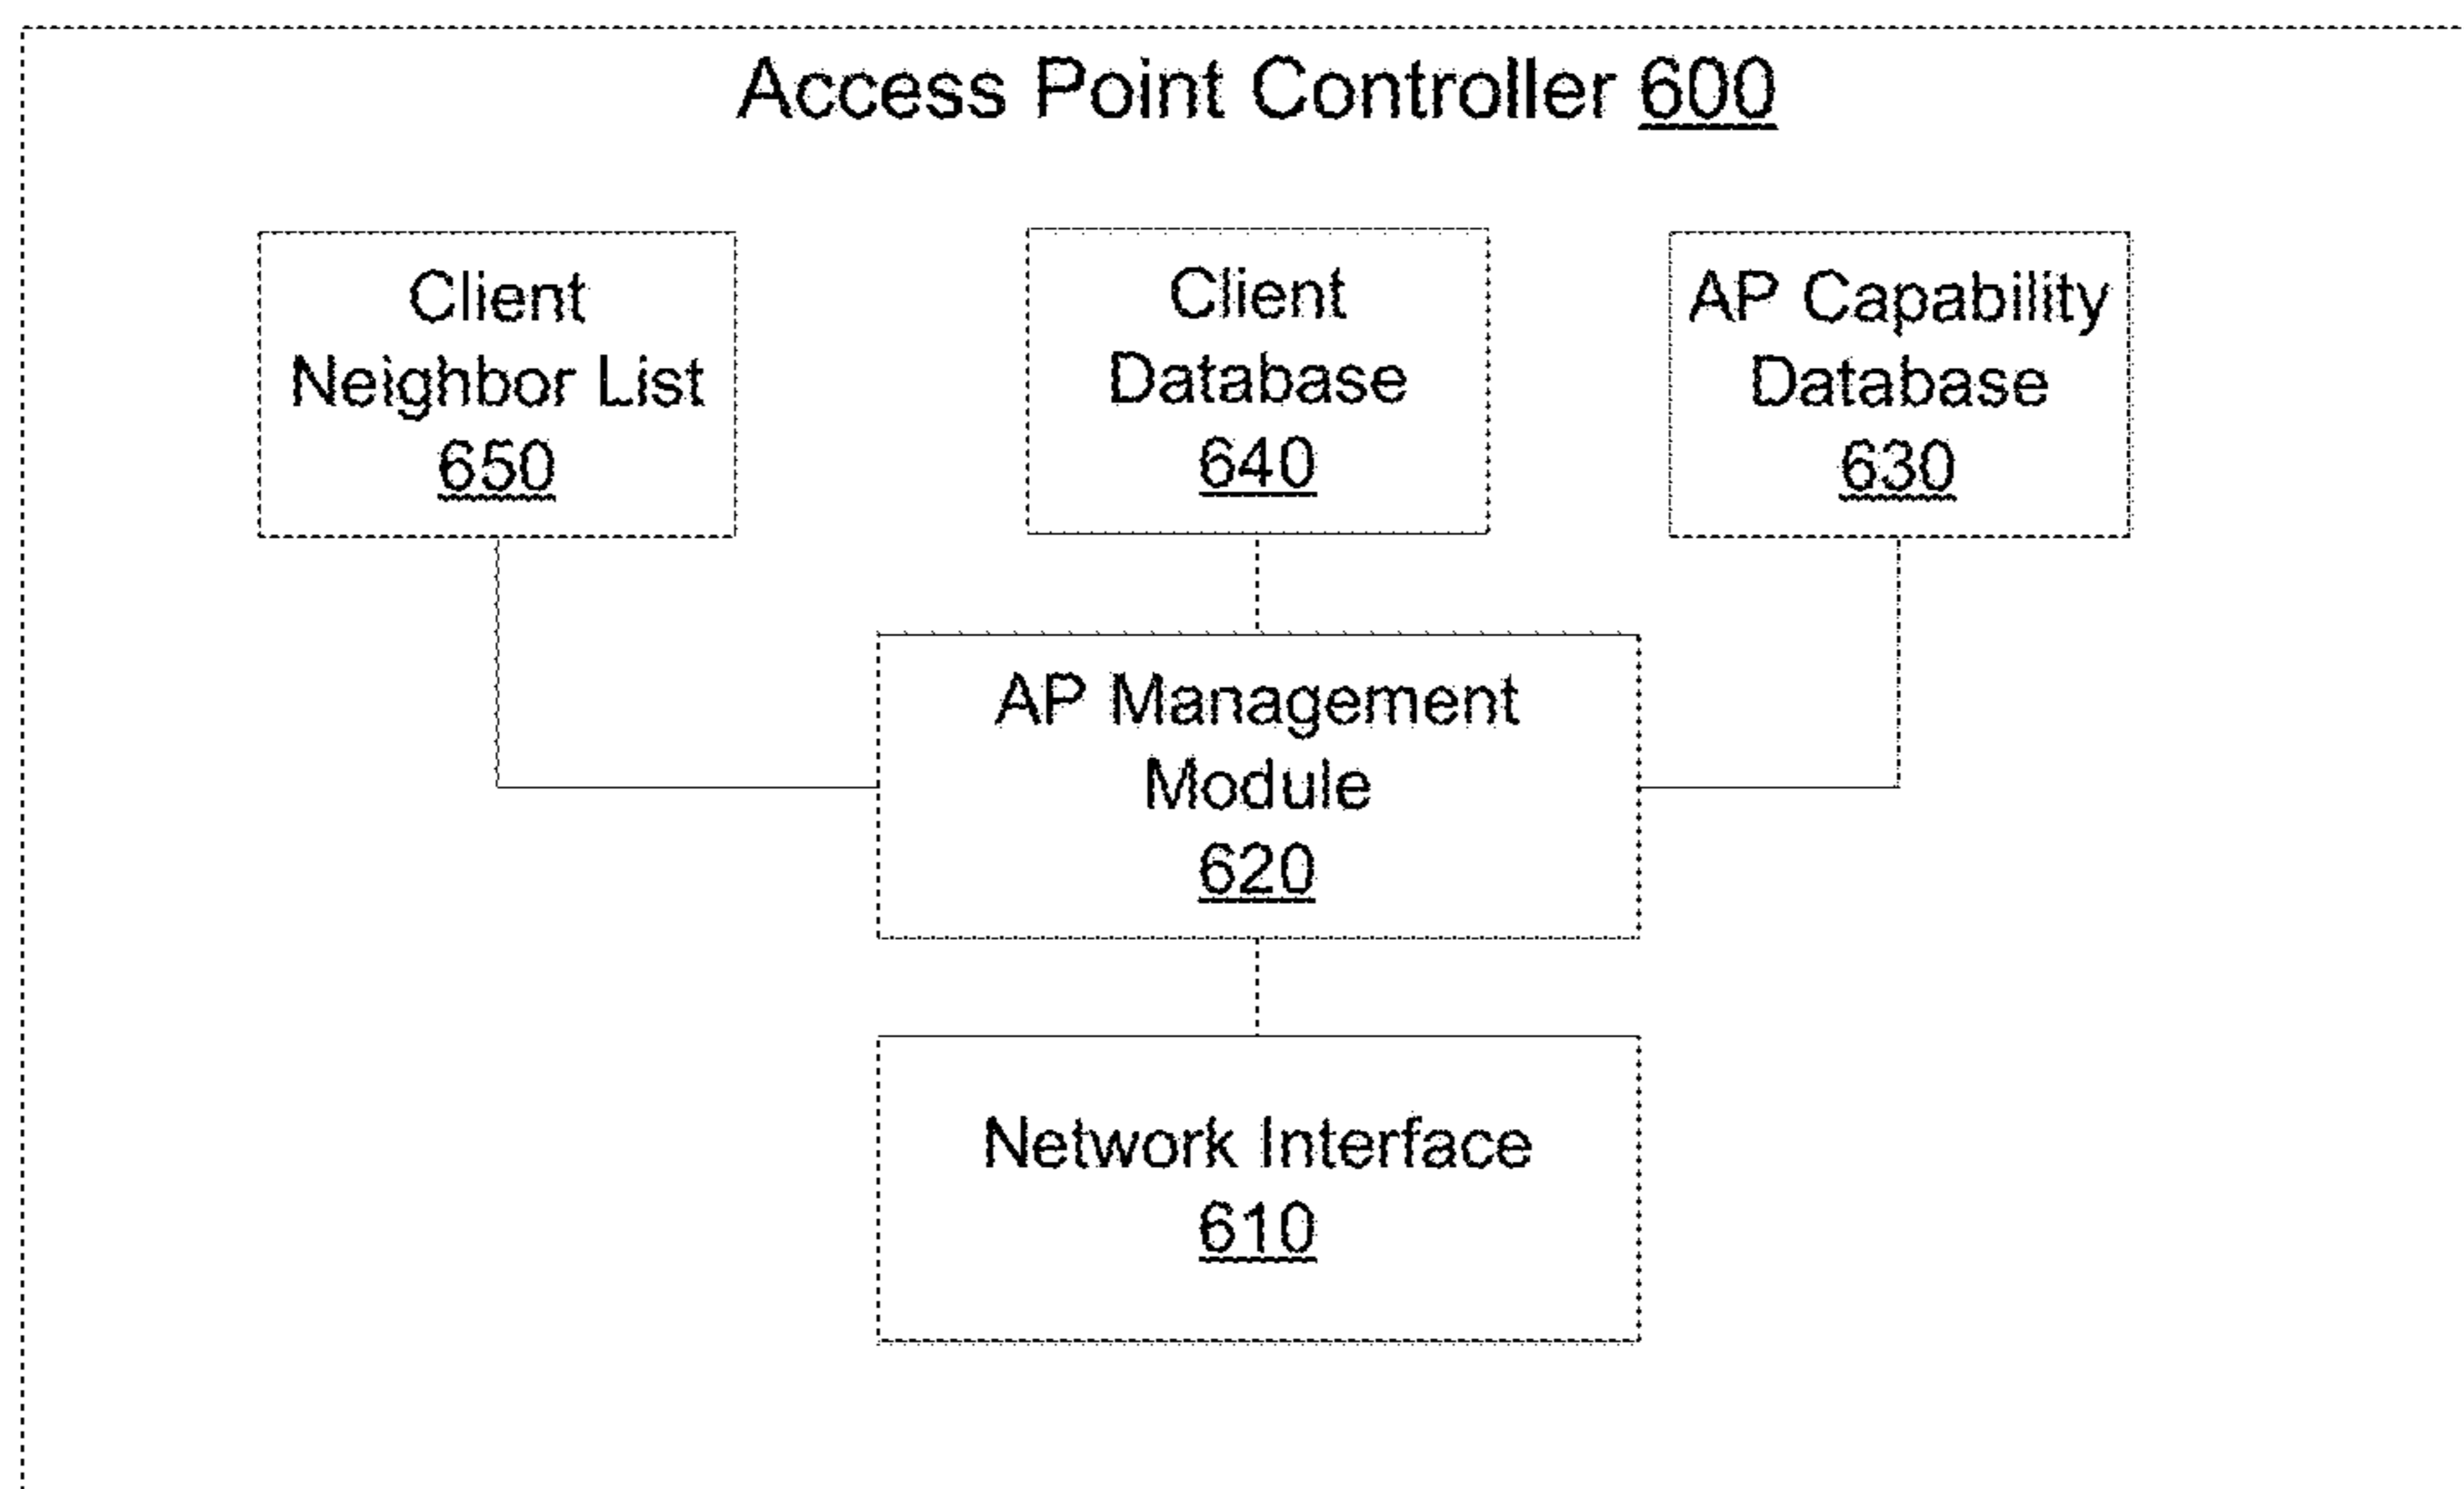 Access Point Controller 600
Client
Neighbor List
650
Client
Database
640
AP Capability
Database
630
AP Management
Module
620
Network Interface
610